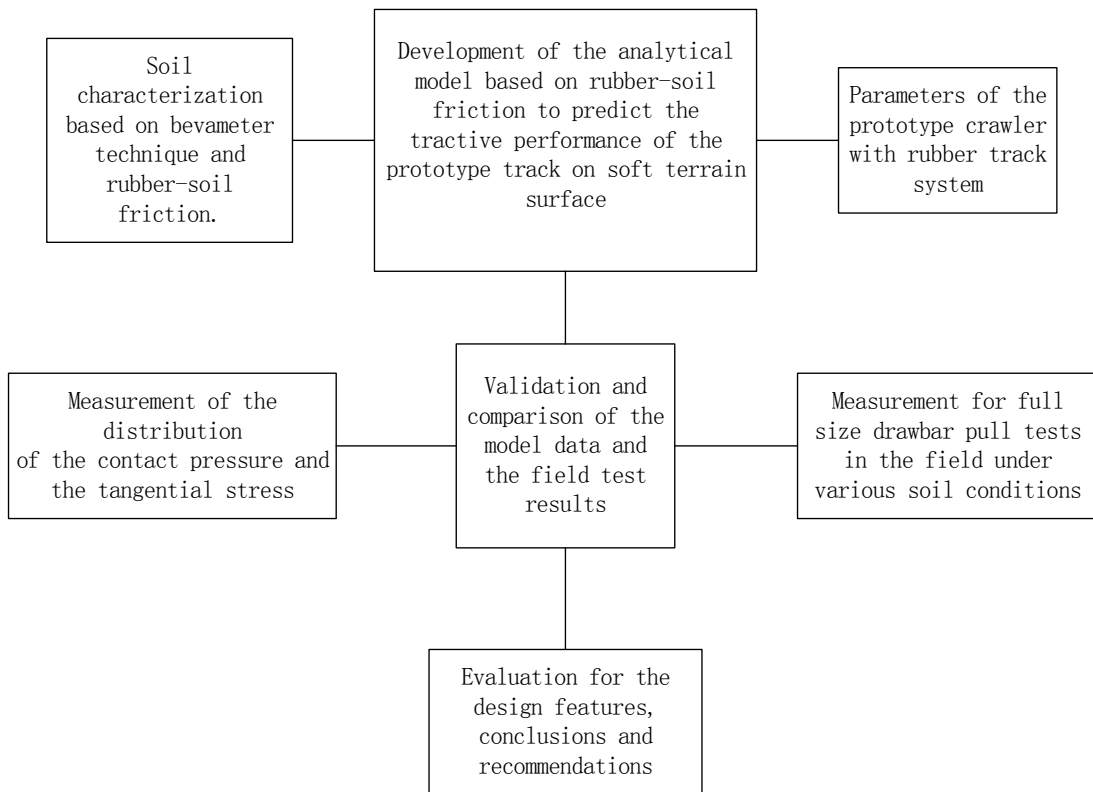 Soil
characterization
based on bevameter
technique and
rubber-soil
friction.
Development of the analytical
model based on rubber-soil
friction to predict the
tractive performance of the
prototype track on soft terrain
surface
Parameters of the
prototype crawler
with rubber track
system
Measurement of the
distribution
of the contact pressure and
the tangential stress
Validation and
comparison of the
model data and
the field test
results
Measurement for full
size drawbar pull tests
in the field under
various soil conditions
Evaluation for the
design features,
conclusions and
recommendations